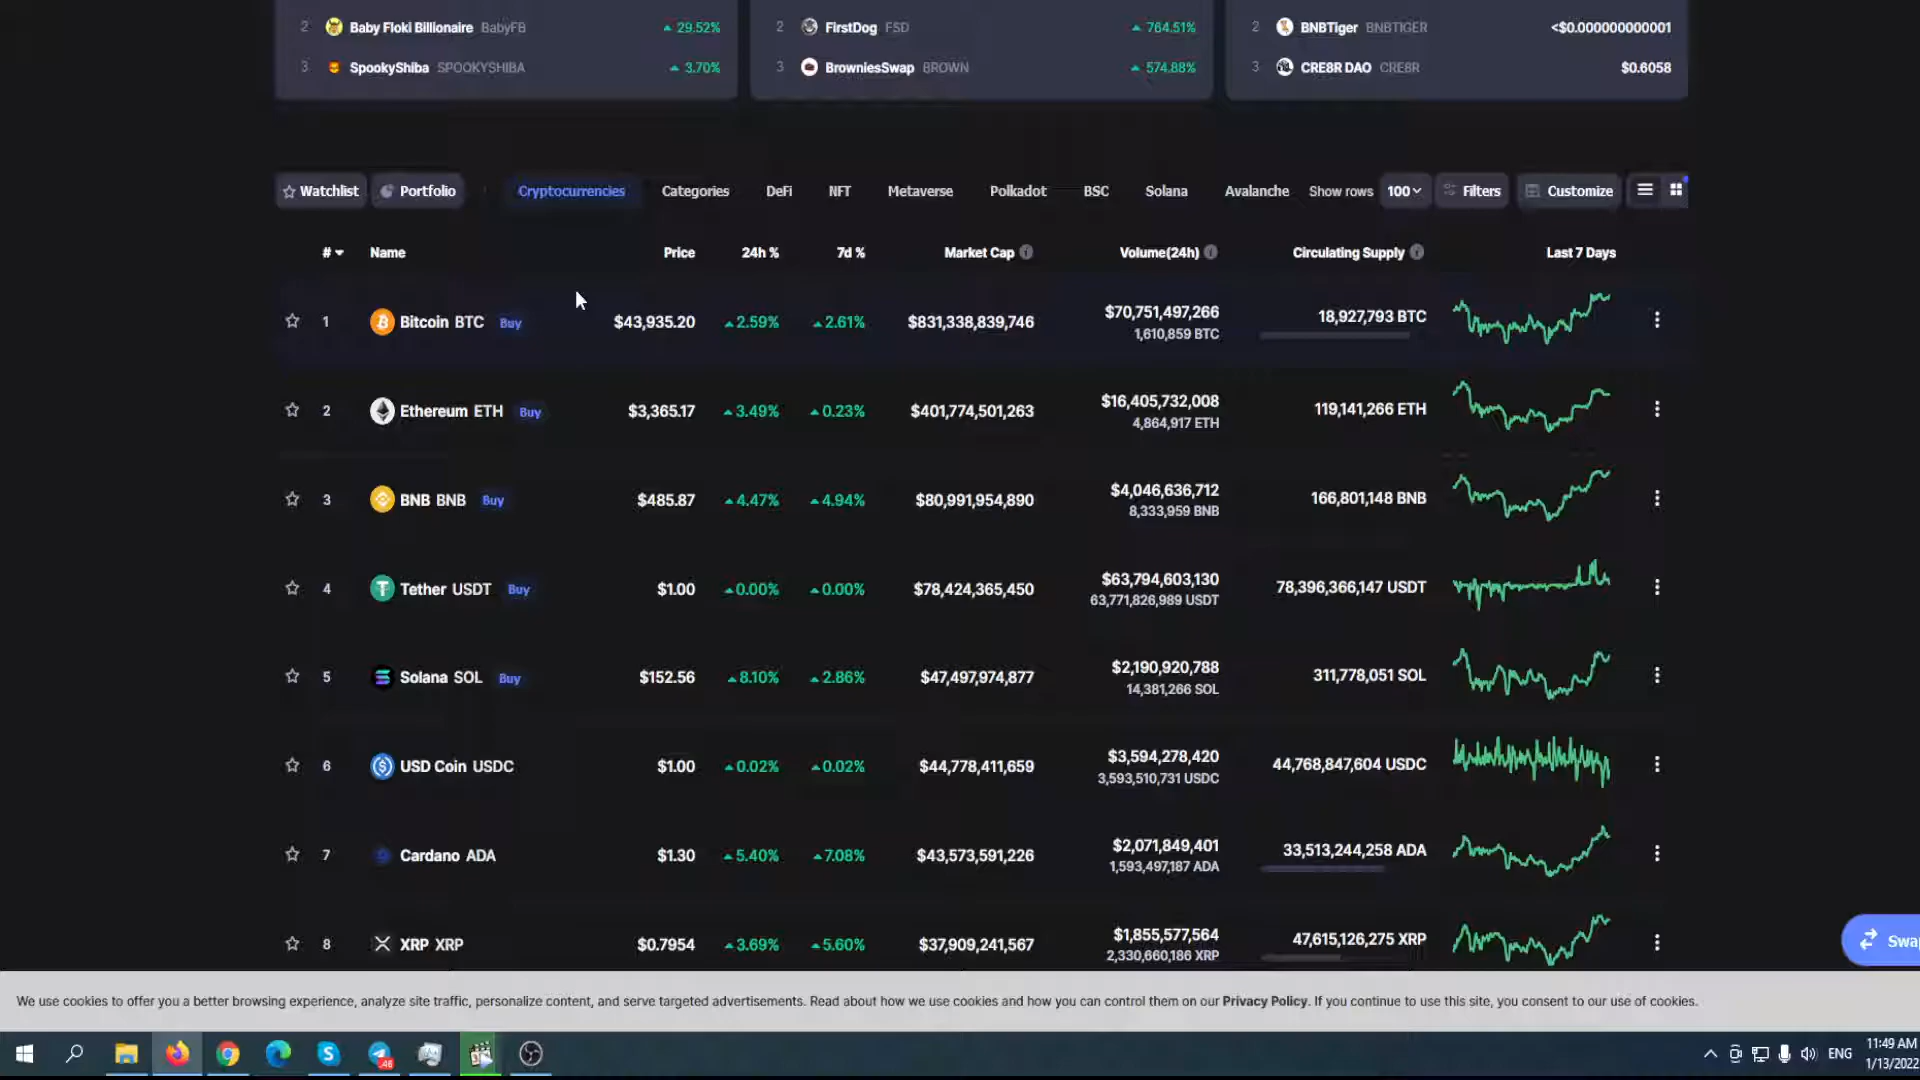 2 Baby Floki Billionaire BabyFB 29.52% 2 FirstDog FSD 764.51% 2 BNBTiger BNBTIGER <$0.000000000001
3 SpookyShiba SPOOKYSHIBA 3.70% 3 BrowniesSwap BROWN 574.88% 3 CRE8R DAO CRE8R $0.6058
Watchlist Portfolio Cryptocurrencies Categories DeFi NFT Metaverse Polkadot BSC Solana Avalanche Show rows 100 Filters Customize
# Name Price 24h % 7d % Market Cap Volume(24h) Circulating Supply Last 7 Days
1 Bitcoin BTC Buy $43,935.20 2.59% 2.61% $831,338,839,746 $70,751,497,266 18,927,793 BTC
1,610,859 BTC
2 Ethereum ETH Buy $3,365.17 3.49% 0.23% $401,774,501,263 $16,405,732,008 119,141,266 ETH
4,864,917 ETH
3 BNB BNB Buy $485.87 4.47% 4.94% $80,991,954,890 $4,046,636,712 166,801,148 BNB
8,333,959 BNB
4 Tether USDT Buy $1.00 0.00% 0.00% $78,424,365,450 $63,794,603,130 78,396,366,147 USDT
63,771,826,989 USDT
5 Solana SOL Buy $152.56 8.10% 2.86% $47,497,974,877 $2,190,920,788 311,778,051 SOL
14,381,266 SOL
6 USD Coin USDC $1.00 0.02% 0.02% $44,778,411,659 $3,594,278,420 44,768,847,604 USDC
3,593,510,731 USDC
7 Cardano ADA $1.30 5.40% 7.08% $43,573,591,226 $2,071,849,401 33,513,244,258 ADA
1,593,497,187 ADA
8 XRP XRP $0.7954 3.69% 5.60% $37,909,241,567 $1,855,577,564 47,615,126,275 XRP
2,330,660,186 XRP
Swa
We use cookies to offer you a better browsing experience, analyze site traffic, personalize content, and serve targeted advertisements. Read about how we use cookies and how you can control them on our Privacy Policy. If you continue to use this site, you consent to our use of cookies.
ENG 11:49 AM
1/13/2022